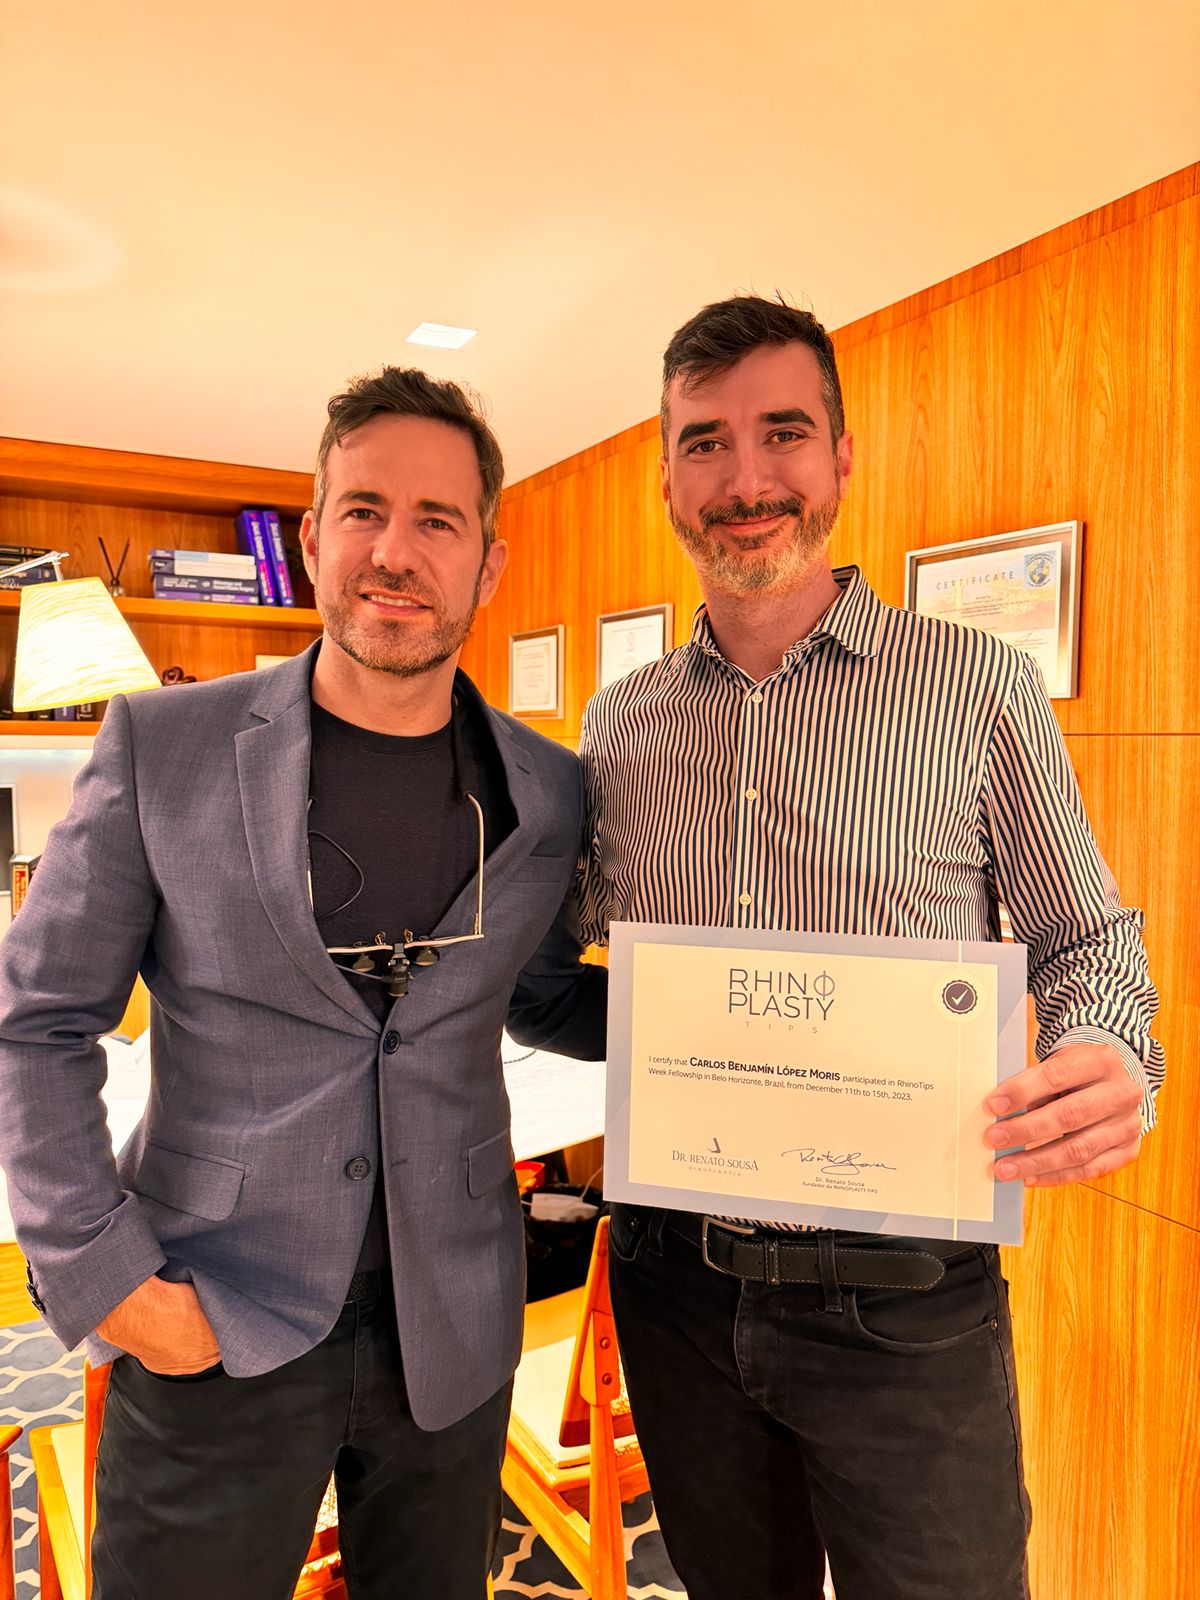 CERTIFICATE
RHINO
PLASTY
TIPS
I certify that CARLOS BENJAMÍN LÓPEZ MORIS participated in RhinoTips
Week Fellowship in Belo Horizonte, Brazil, from December 11th to 15th, 2023.
DR. RENATO SOUSA
RINOPLASTIA
Dr. Renato Sousa
Fundador da RHINOPLASTY TIPS